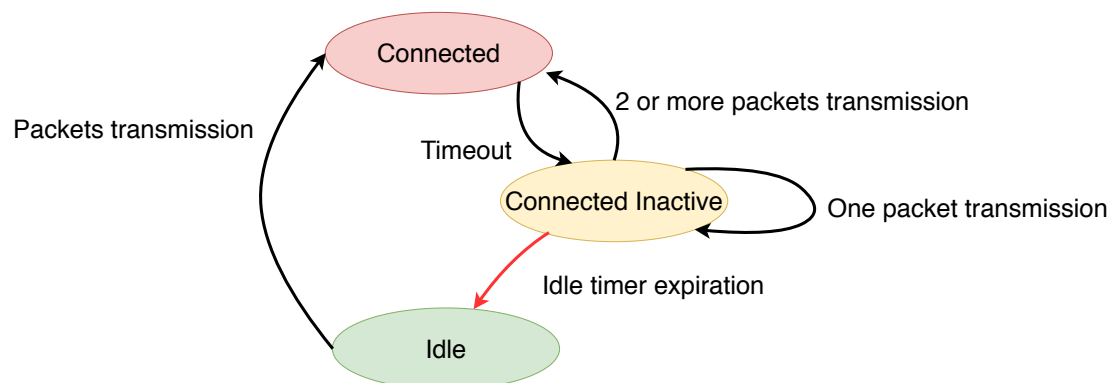 Connected
2 or more packets transmission
Packets transmission
Timeout
Connected Inactive
One packet transmission
Idle timer expiration
Idle